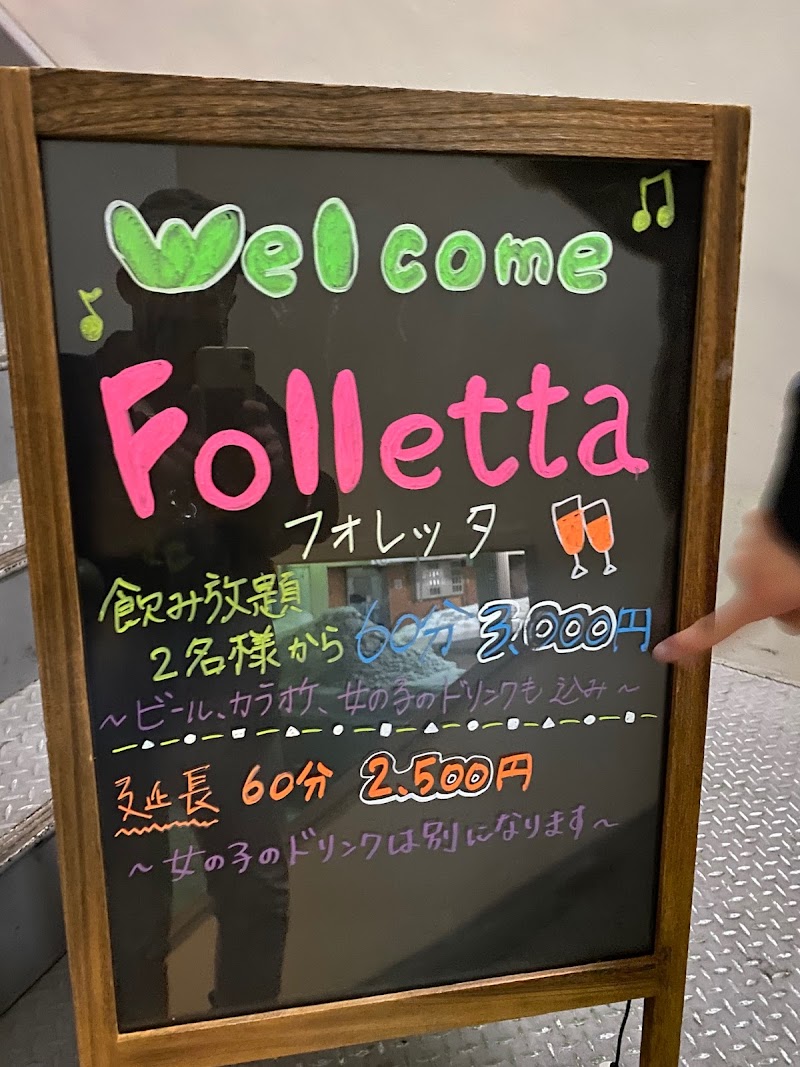 Welcome
Folletta
フォレッタ
飲み放題
2名様から 60分 3,000円
~ビール、カラオケ、女の子のドリンクも込み~
延長 60分 2.500円
~女の子のドリンクは別になります~